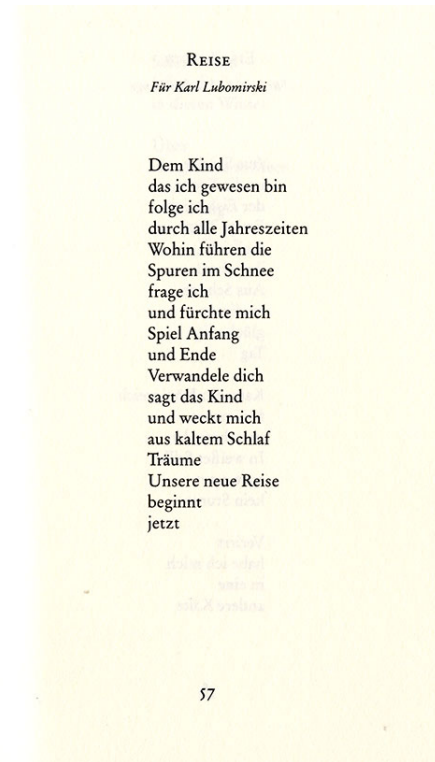 REISE
Für Karl Lubomirski
Dem Kind
das ich gewesen bin
folge ich
durch alle Jahreszeiten
Wohin führen die
Spuren im Schnee
frage ich
und fürchte mich
Spiel Anfang
und Ende
Verwandele dich
sagt das Kind
und weckt mich
aus kaltem Schlaf
Träume
Unsere neue Reise
beginnt
jetzt
57